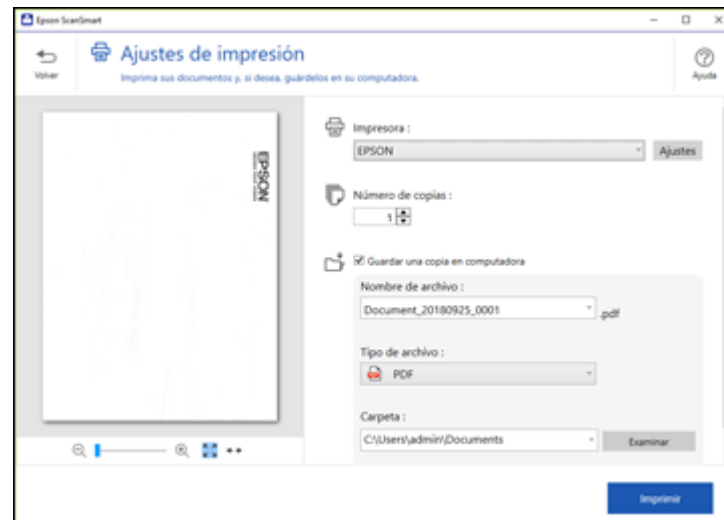 Epson ScanSmart
Volver
Ajustes de impresión
Imprima sus documentos y, si desea, guárdelos en su computadora.
Ayuda
EPSON
Impresora :
EPSON
Ajustes
Número de copias :
1
Guardar una copia en computadora
Nombre de archivo :
Document_20180925_0001
.pdf
Tipo de archivo :
PDF
Carpeta :
C:\Users\admin\Documents
Examinar
Imprimir